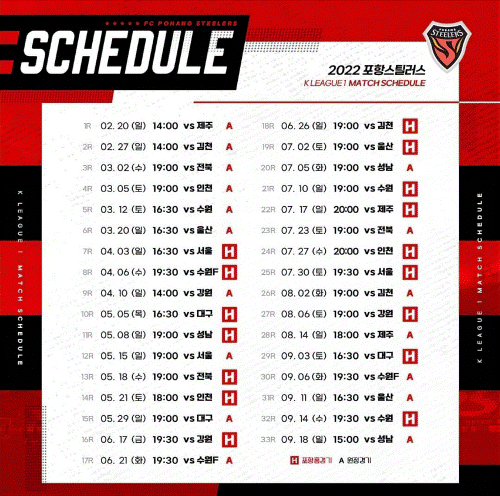 ★★★★★ FC POHANG STEELERS
SCHEDULE
POHANG
STEELERS
2022 포항스틸러스
K LEAGUE 1 MATCH SCHEDULE
1R 02. 20 (일) 14:00 vs 제주 A
2R 02. 27 (일) 14:00 vs 김천 A
3R 03. 02 (수) 19:00 vs 전북 A
4R 03. 05 (토) 19:00 vs 인천 A
5R 03. 12 (토) 16:30 vs 수원 A
6R 03. 20 (일) 16:30 vs 울산 A
7R 04. 03 (일) 16:30 vs 서울 H
8R 04. 06 (수) 19:30 vs 수원F H
9R 04. 10 (일) 14:00 vs 강원 A
10R 05. 05 (목) 16:30 vs 대구 H
11R 05. 08 (일) 19:00 vs 성남 H
12R 05. 15 (일) 19:00 vs 서울 A
13R 05. 18 (수) 19:00 vs 전북 H
14R 05. 21 (토) 18:00 vs 인천 H
15R 05. 29 (일) 19:00 vs 대구 A
16R 06. 17 (금) 19:30 vs 강원 H
17R 06. 21 (화) 19:30 vs 수원F A
18R 06. 26 (일) 19:00 vs 김천 H
19R 07. 02 (토) 19:00 vs 울산 H
20R 07. 05 (화) 19:00 vs 성남 A
21R 07. 10 (일) 19:00 vs 수원 H
22R 07. 17 (일) 20:00 vs 제주 H
23R 07. 23 (토) 19:00 vs 전북 A
24R 07. 27 (수) 20:00 vs 인천 H
25R 07. 30 (토) 19:30 vs 서울 H
26R 08. 02 (화) 19:00 vs 김천 A
27R 08. 06 (토) 19:00 vs 강원 H
28R 08. 14 (일) 18:00 vs 제주 A
29R 09. 03 (토) 16:30 vs 대구 H
30R 09. 06 (화) 19:30 vs 수원F A
31R 09. 11 (일) 16:30 vs 울산 A
32R 09. 14 (수) 19:30 vs 수원 H
33R 09. 18 (일) 15:00 vs 성남 A
H 포항홈경기 A 원정경기
K LEAGUE 1 MATCH SCHEDULE
K LEAGUE 1 MATCH SCHEDULE